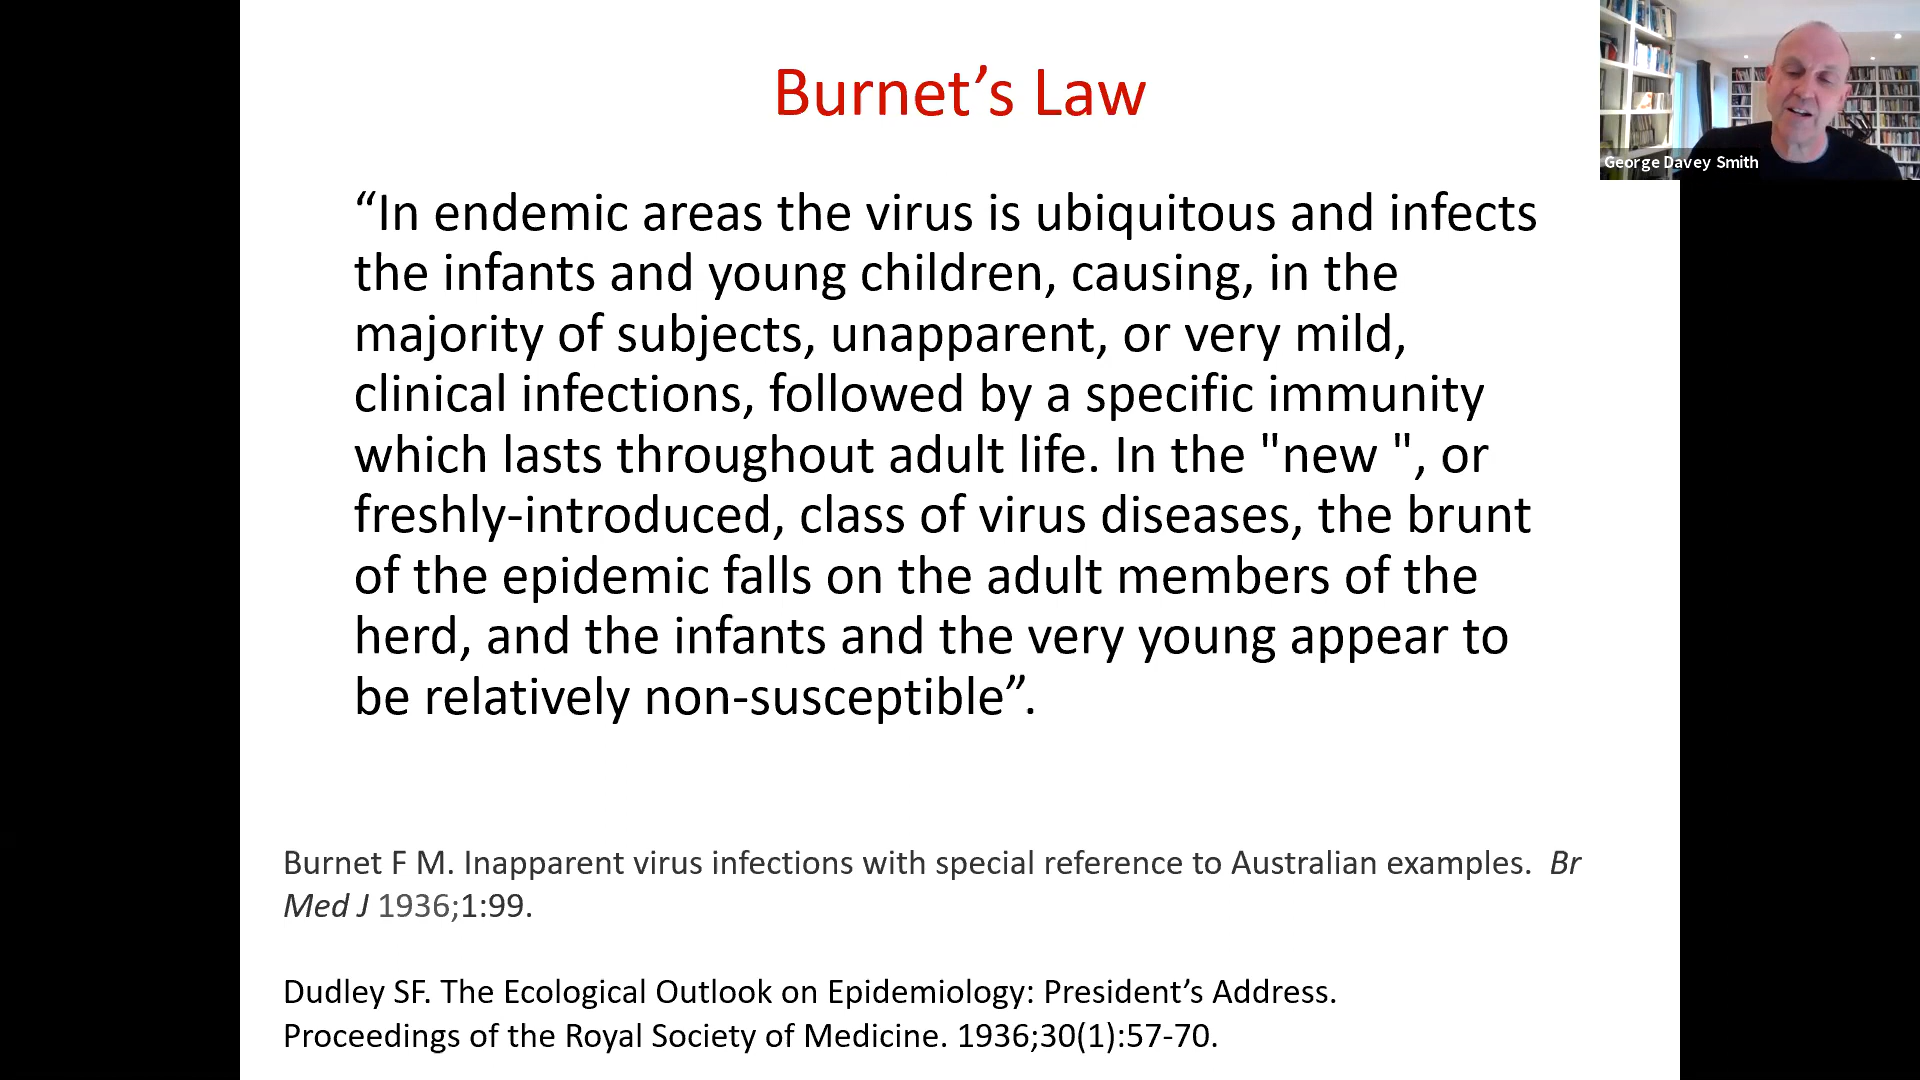 Burnet’s Law
George Davey Smith
“In endemic areas the virus is ubiquitous and infects
the infants and young children, causing, in the
majority of subjects, unapparent, or very mild,
clinical infections, followed by a specific immunity
which lasts throughout adult life. In the "new ", or
freshly-introduced, class of virus diseases, the brunt
of the epidemic falls on the adult members of the
herd, and the infants and the very young appear to
be relatively non-susceptible”.
Burnet F M. Inapparent virus infections with special reference to Australian examples.  Br
Med J 1936;1:99.
Dudley SF. The Ecological Outlook on Epidemiology: President’s Address.
Proceedings of the Royal Society of Medicine. 1936;30(1):57-70.